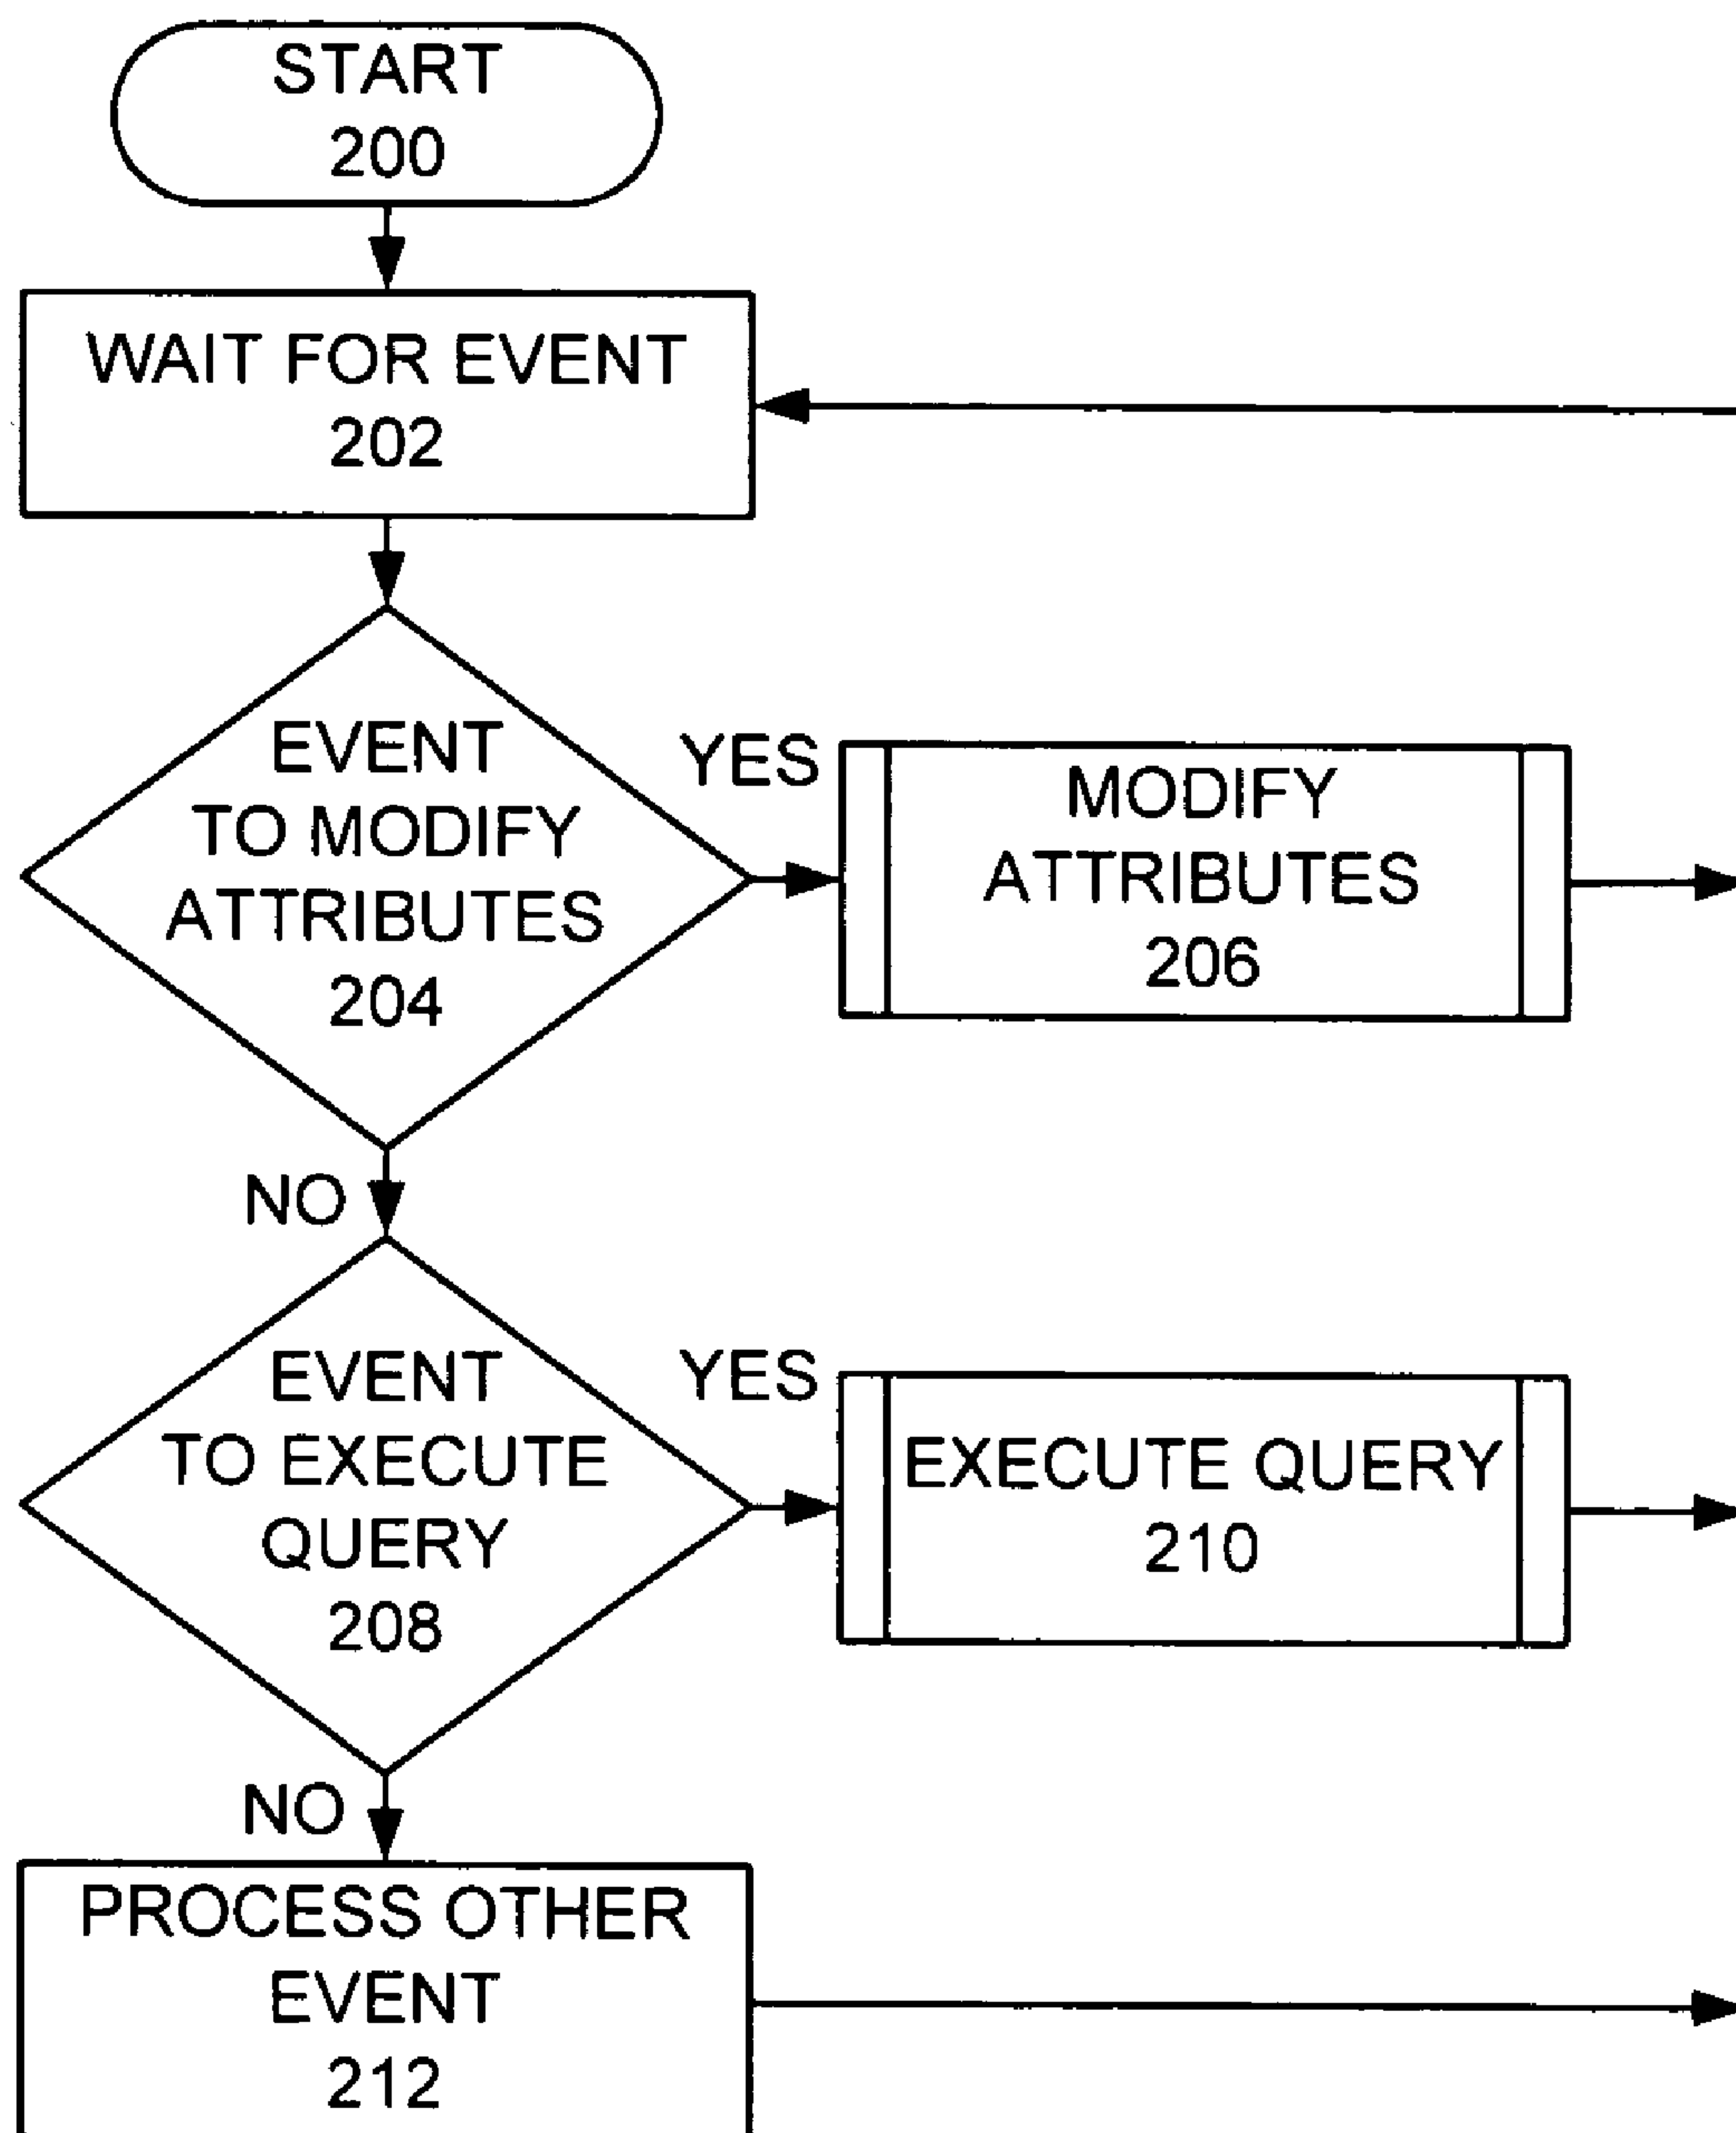 START
200
WAIT FOR EVENT
202
EVENT
TO MODIFY
ATTRIBUTES
204
YES
MODIFY
ATTRIBUTES
206
NO
EVENT
TO EXECUTE
QUERY
208
YES
EXECUTE QUERY
210
NO
PROCESS OTHER
EVENT
212